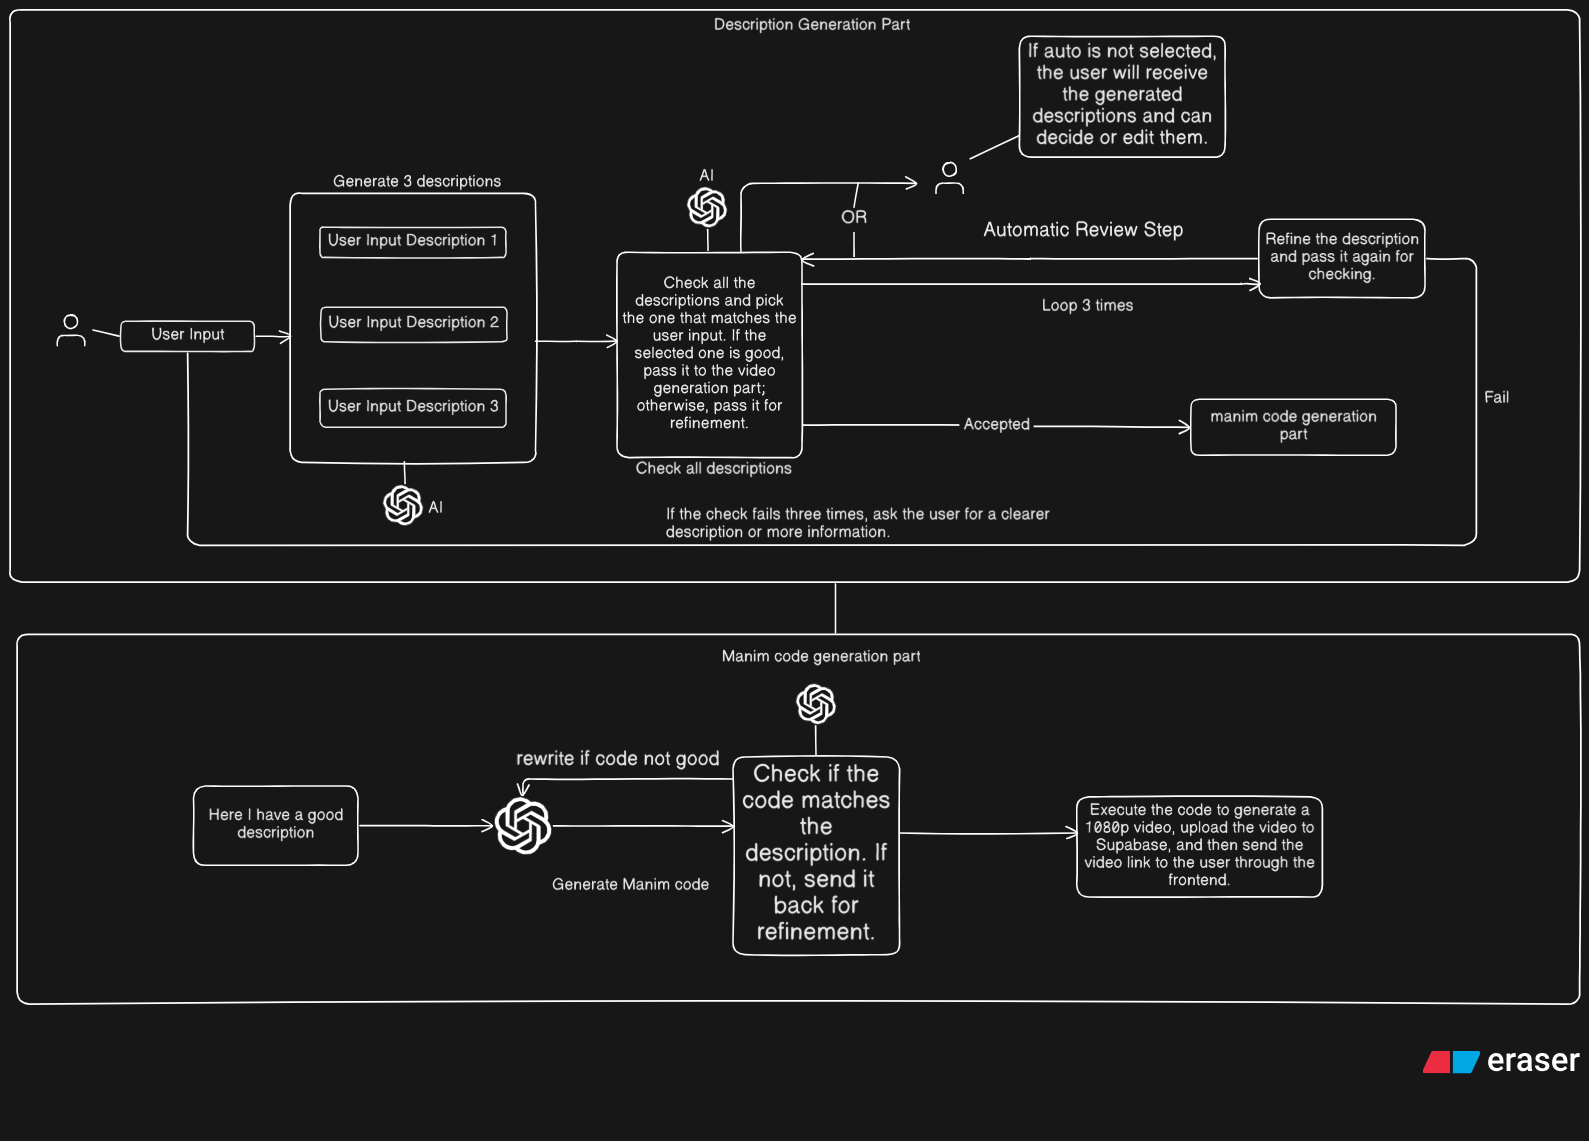 Description Generation Part
If auto is not selected,
the user will receive
the generated
descriptions and can
decide or edit them.
Generate 3 descriptions
User Input Description 1
User Input Description 2
User Input Description 3
AI
User Input
AI
OR
Check all the
descriptions and pick
the one that matches the
user input. If the
selected one is good,
pass it to the video
generation part;
otherwise, pass it for
refinement.
Check all descriptions
Automatic Review Step
Loop 3 times
Refine the description
and pass it again for
checking.
Fail
Accepted
manim code generation
part
If the check fails three times, ask the user for a clearer
description or more information.
Manim code generation part
Here I have a good
description
rewrite if code not good
Generate Manim code
Check if the
code matches
the
description. If
not, send it
back for
refinement.
Execute the code to generate a
1080p video, upload the video to
Supabase, and then send the
video link to the user through the
frontend.
eraser